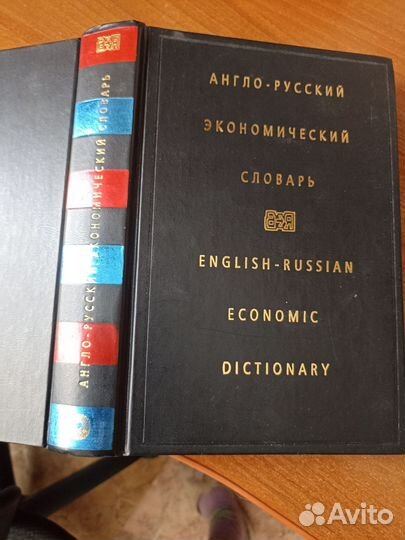 АНГЛО-РУССКИЙ ЭКОНОМИЧЕСКИЙ СЛОВАРЬ
АНГЛО-РУССКИЙ
ЭКОНОМИЧЕСКИЙ
СЛОВАРЬ
ENGLISH-RUSSIAN
ECONOMIC
DICTIONARY
Avito